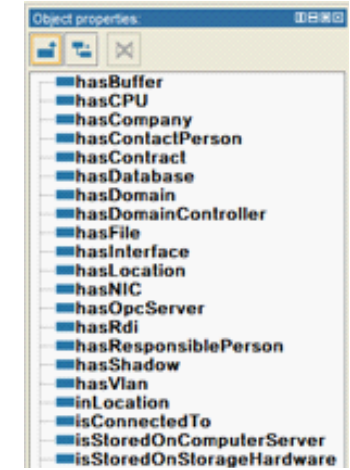 Object properties:
hasBuffer
hasCPU
hasCompany
hasContactPerson
hasContract
hasDatabase
hasDomain
hasDomainController
hasFile
hasInterface
hasLocation
hasNIC
hasOpcServer
hasRdi
hasResponsiblePerson
hasShadow
hasVlan
inLocation
isConnectedTo
isStoredOnComputerServer
isStoredOnStorageHardware